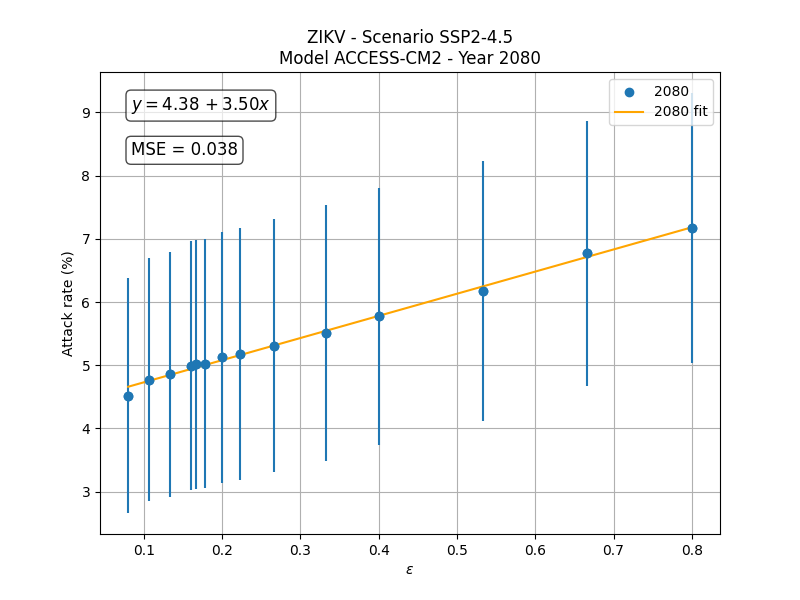 ZIKV - Scenario SSP2-4.5
Model ACCESS-CM2 - Year 2080
y = 4.38 + 3.50x
MSE = 0.038
2080
2080 fit
Attack rate (%)
9
8
7
6
5
4
3
0.1 0.2 0.3 0.4 0.5 0.6 0.7 0.8
ε